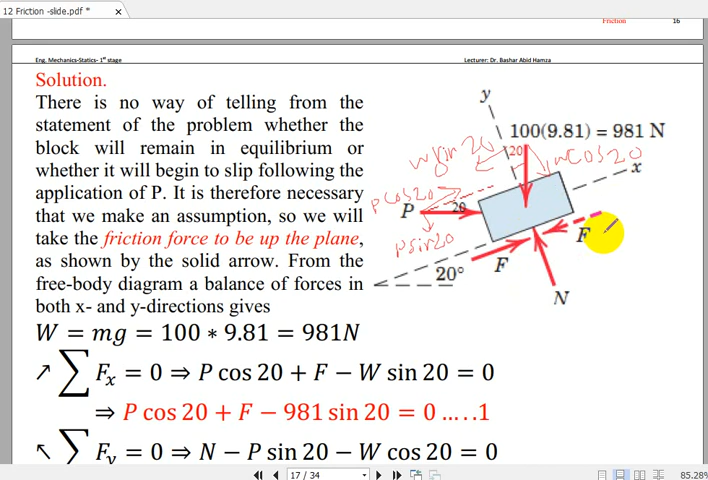 12 Friction -slide.pdf * ×
Friction 16
Eng. Mechanics-Statics- 1st stage Lecturer: Dr. Bashar Abid Hamza
Solution.
There is no way of telling from the
statement of the problem whether the
block will remain in equilibrium or
whether it will begin to slip following the
application of P. It is therefore necessary
that we make an assumption, so we will
take the friction force to be up the plane,
as shown by the solid arrow. From the
free-body diagram a balance of forces in
both x- and y-directions gives
W = mg = 100 * 9.81 = 981N
↗ ∑ Fx = 0 ⇒ P cos 20 + F − W sin 20 = 0
⇒ P cos 20 + F − 981 sin 20 = 0 … . . 1
↖ ∑ Fy = 0 ⇒ N − P sin 20 − W cos 20 = 0
y
100(9.81) = 981 N
w sin 20
20
w cos 20
x
P cos 20
P
20
P sin 20
F
F
20°
N
17 / 34
85.28%